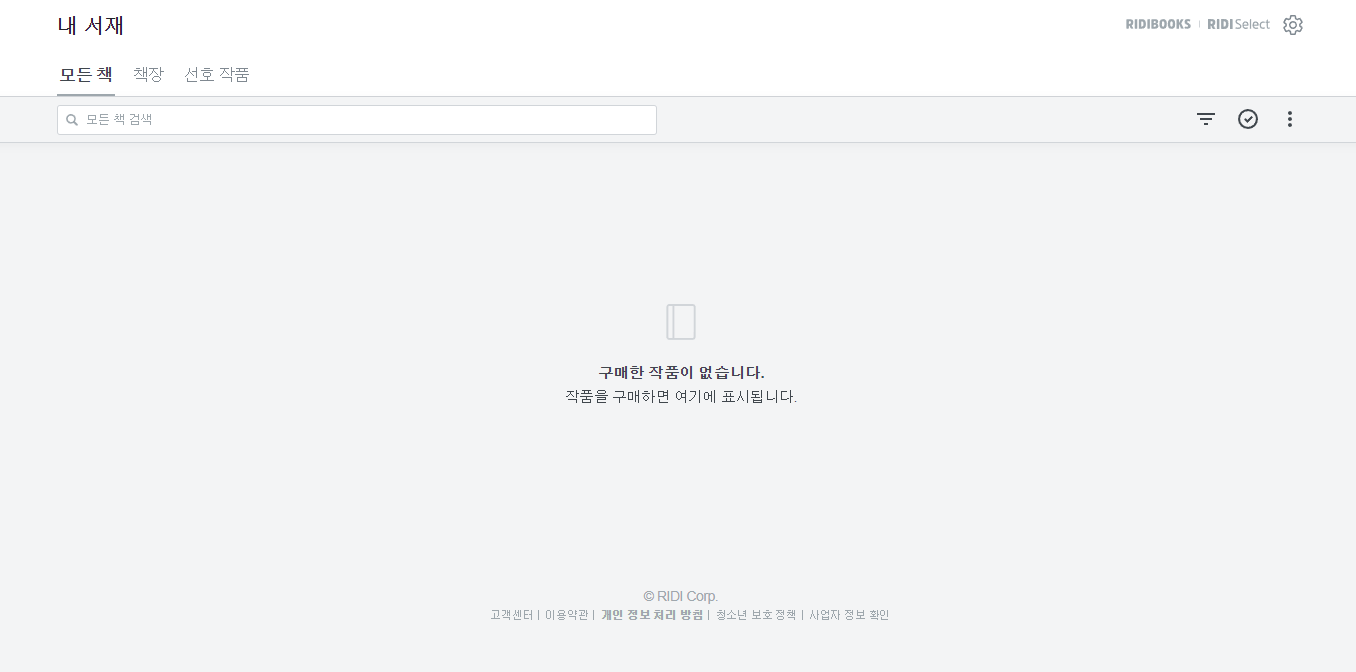 내 서재
RIDIBOOKS | RIDI Select
모든 책 책장 선호 작품
모든 책 검색
구매한 작품이 없습니다.
작품을 구매하면 여기에 표시됩니다.
© RIDI Corp.
고객센터 | 이용약관 | 개인 정보 처리 방침 | 청소년 보호 정책 | 사업자 정보 확인